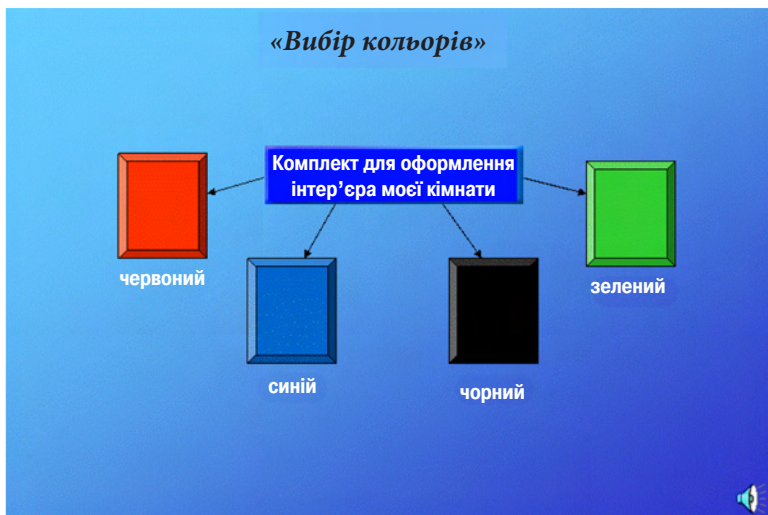 «Вибір кольорів»
Комплект для оформлення
інтер’єра моєї кімнати
червоний
зелений
синій
чорний